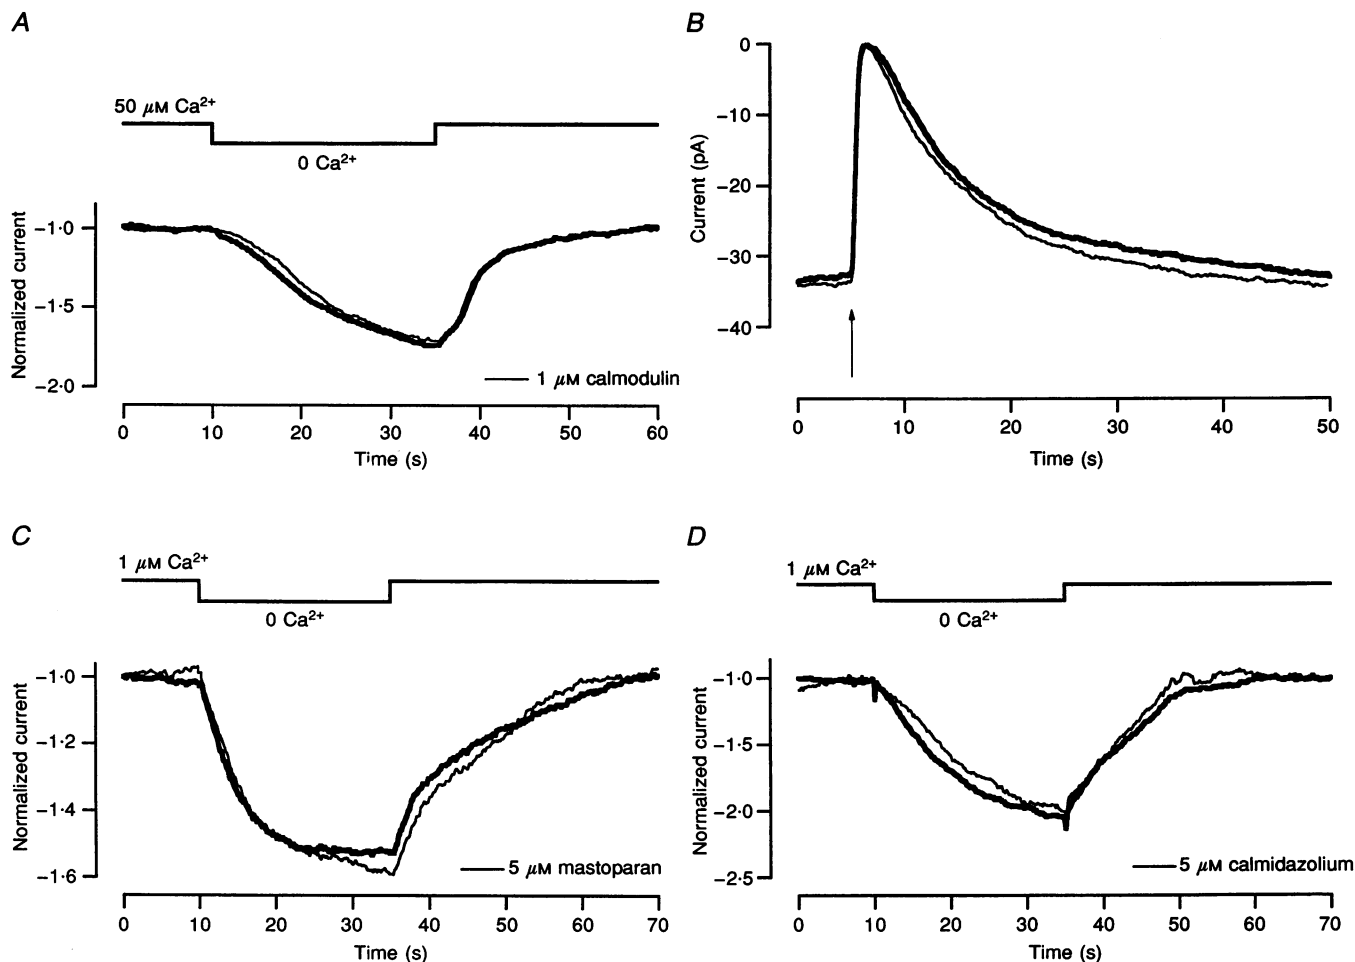 A
50 μM Ca²⁺
0 Ca²⁺
Normalized current
−1·0
−1·5
−2·0
1 μM calmodulin
0 10 20 30 40 50 60
Time (s)
B
Current (pA)
0
−10
−20
−30
−40
0 10 20 30 40 50
Time (s)
C
1 μM Ca²⁺
0 Ca²⁺
Normalized current
−1·0
−1·2
−1·4
−1·6
5 μM mastoparan
0 10 20 30 40 50 60 70
Time (s)
D
1 μM Ca²⁺
0 Ca²⁺
Normalized current
−1·0
−1·5
−2·0
−2·5
5 μM calmidazolium
0 10 20 30 40 50 60 70
Time (s)